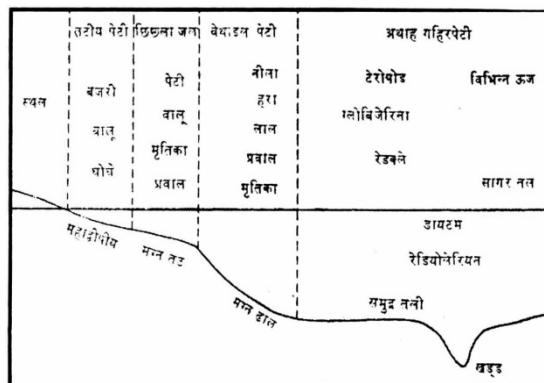 तटीय पेटी छिछला जल बेथाडल पेटी अथाह गहिरपेटी
पेटी नीला टेरोपोड विभिन्न ऊज
स्थल बजरी हरा
वालू ग्लोबिजेरिना
बालू लाल
मृतिका प्रवाल रेडक्ले
घोघे प्रवाल मृतिका सागर तल
डायटम
महाद्वीपीय मग्न तट रेडियोलेरियन
मग्न ढाल समुद्र तली
खड्ड